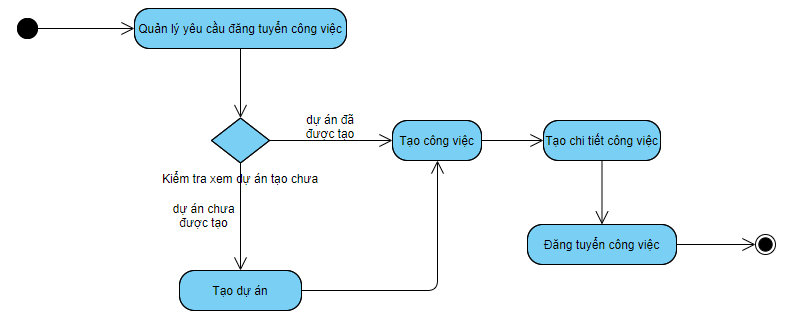 Quản lý yêu cầu đăng tuyển công việc
dự án đã
được tạo
Tạo công việc
Tạo chi tiết công việc
Kiểm tra xem dự án tạo chưa
dự án chưa
được tạo
Đăng tuyển công việc
Tạo dự án